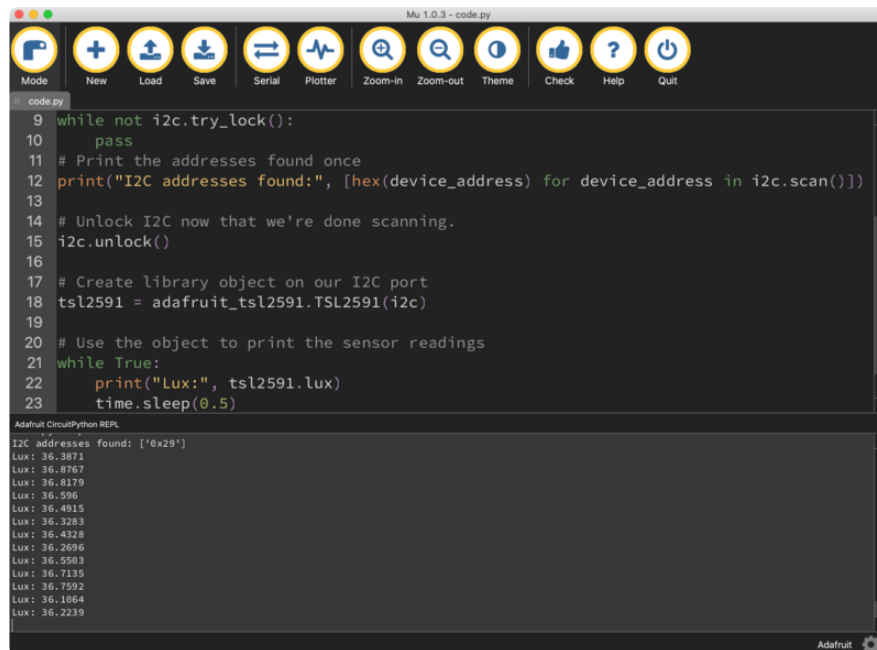 Mu 1.0.3 - code.py
Mode New Load Save Serial Plotter Zoom-in Zoom-out Theme Check Help Quit
code.py
9 while not i2c.try_lock():
10     pass
11 # Print the addresses found once
12 print("I2C addresses found:", [hex(device_address) for device_address in i2c.scan()])
13
14 # Unlock I2C now that we're done scanning.
15 i2c.unlock()
16
17 # Create library object on our I2C port
18 tsl2591 = adafruit_tsl2591.TSL2591(i2c)
19
20 # Use the object to print the sensor readings
21 while True:
22     print("Lux:", tsl2591.lux)
23     time.sleep(0.5)
Adafruit CircuitPython REPL
I2C addresses found: ['0x29']
Lux: 36.3871
Lux: 36.8767
Lux: 36.8179
Lux: 36.596
Lux: 36.4915
Lux: 36.3283
Lux: 36.4328
Lux: 36.2696
Lux: 36.5503
Lux: 36.7135
Lux: 36.7592
Lux: 36.1064
Lux: 36.2239
Adafruit